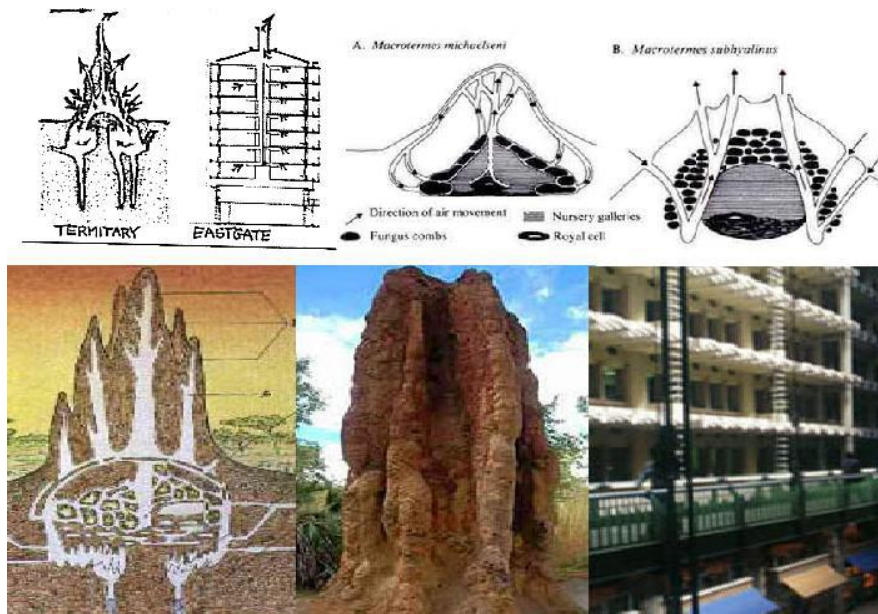 TERMITARY
EASTGATE
A. Macrotermes michaelseni
B. Macrotermes subhyalinus
Direction of air movement
Nursery galleries
Fungus combs
Royal cell